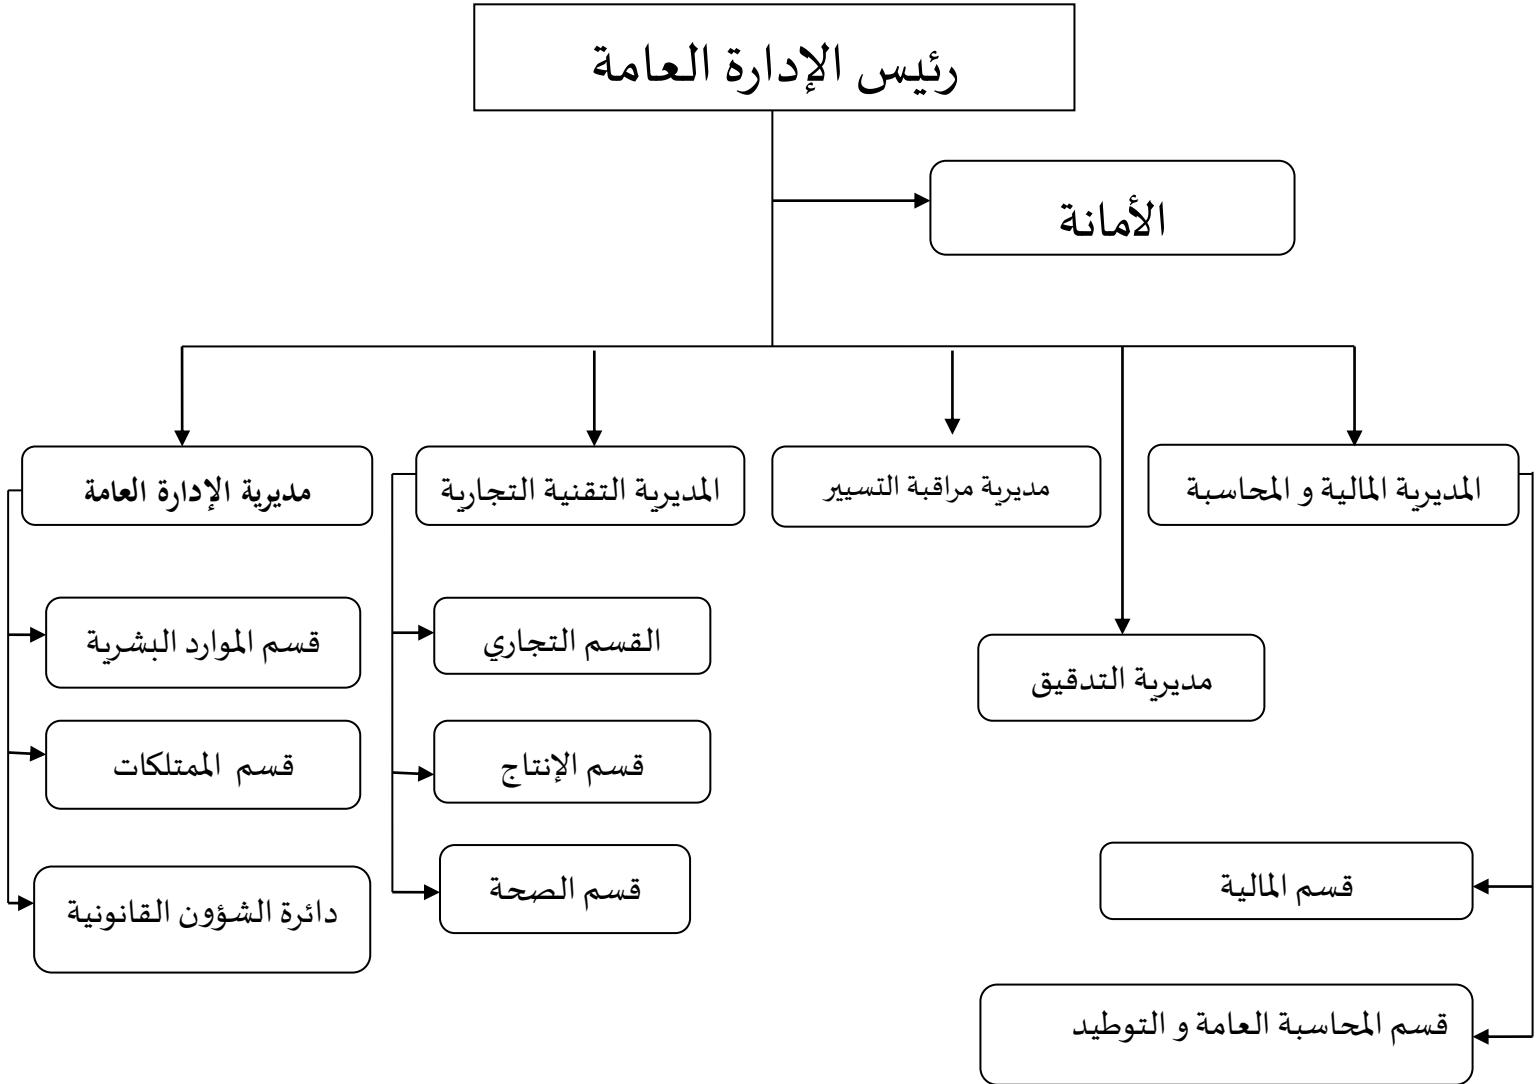 رئيس الإدارة العامة
الأمانة
المديرية المالية و المحاسبة
مديرية مراقبة التسيير
المديرية التقنية التجارية
مديرية الإدارة العامة
القسم التجاري
قسم الموارد البشرية
مديرية التدقيق
قسم الإنتاج
قسم الممتلكات
قسم المالية
قسم الصحة
دائرة الشؤون القانونية
قسم المحاسبة العامة و التوطيد